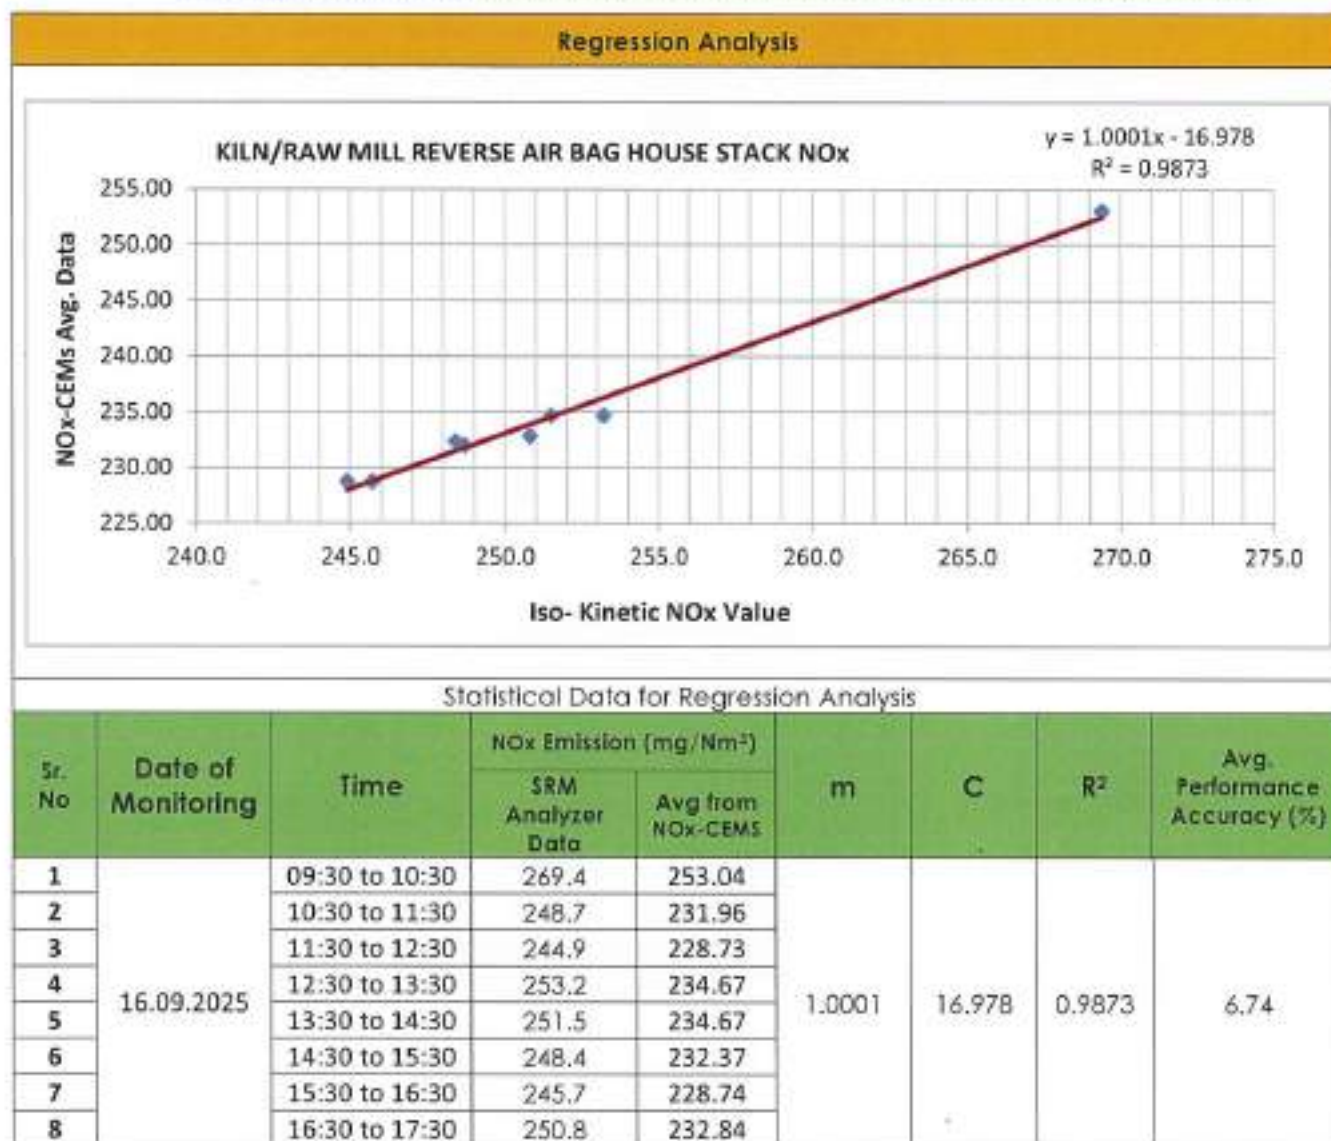 Regression Analysis
KILN/RAW MILL REVERSE AIR BAG HOUSE STACK NOx
y = 1.0001x - 16.978
R² = 0.9873
NOx-CEMs Avg. Data
255.00
250.00
245.00
240.00
235.00
230.00
225.00
240.0 245.0 250.0 255.0 260.0 265.0 270.0 275.0
Iso- Kinetic NOx Value
Statistical Data for Regression Analysis
Sr. No Date of Monitoring Time NOx Emission (mg/Nm³) SRM Analyzer Data Avg from NOx-CEMS m C R² Avg. Performance Accuracy (%)
1 09:30 to 10:30 269.4 253.04
2 10:30 to 11:30 248.7 231.96
3 11:30 to 12:30 244.9 228.73
4 12:30 to 13:30 253.2 234.67
16.09.2025 1.0001 16.978 0.9873 6.74
5 13:30 to 14:30 251.5 234.67
6 14:30 to 15:30 248.4 232.37
7 15:30 to 16:30 245.7 228.74
8 16:30 to 17:30 250.8 232.84